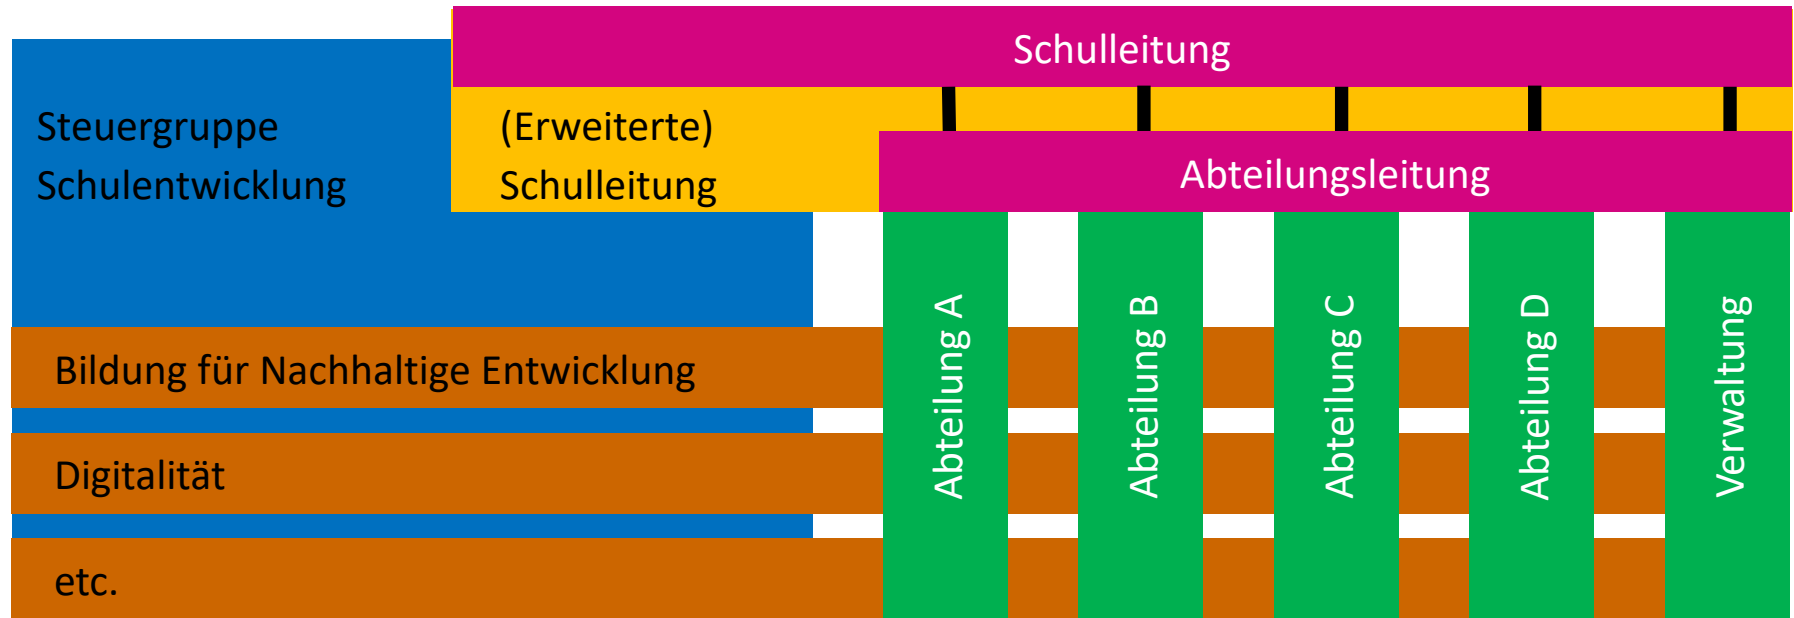 Schulleitung
Steuergruppe
Schulentwicklung
(Erweiterte)
Schulleitung
Abteilungsleitung
Abteilung A
Abteilung B
Abteilung C
Abteilung D
Verwaltung
Bildung für Nachhaltige Entwicklung
Digitalität
etc.